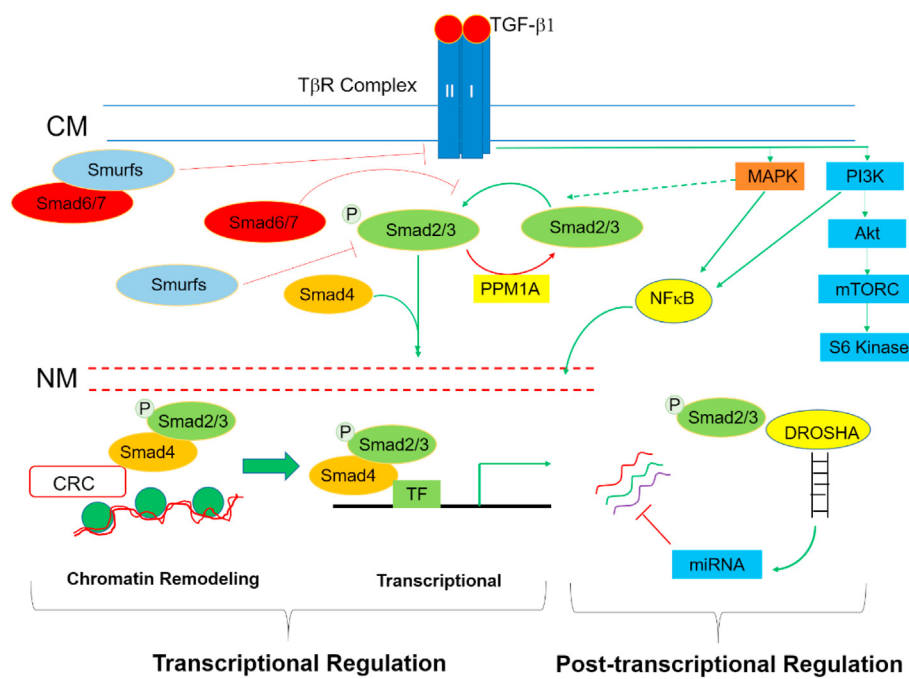 TGF-β1
TβR Complex
II I
CM
Smurfs
Smad6/7
MAPK
PI3K
Smad6/7
P
Smad2/3
Smad2/3
Akt
Smurfs
Smad4
PPM1A
NFκB
mTORC
S6 Kinase
NM
P
Smad2/3
Smad4
CRC
P
Smad2/3
Smad4
TF
P
Smad2/3
DROSHA
miRNA
Chromatin Remodeling
Transcriptional
Transcriptional Regulation
Post-transcriptional Regulation